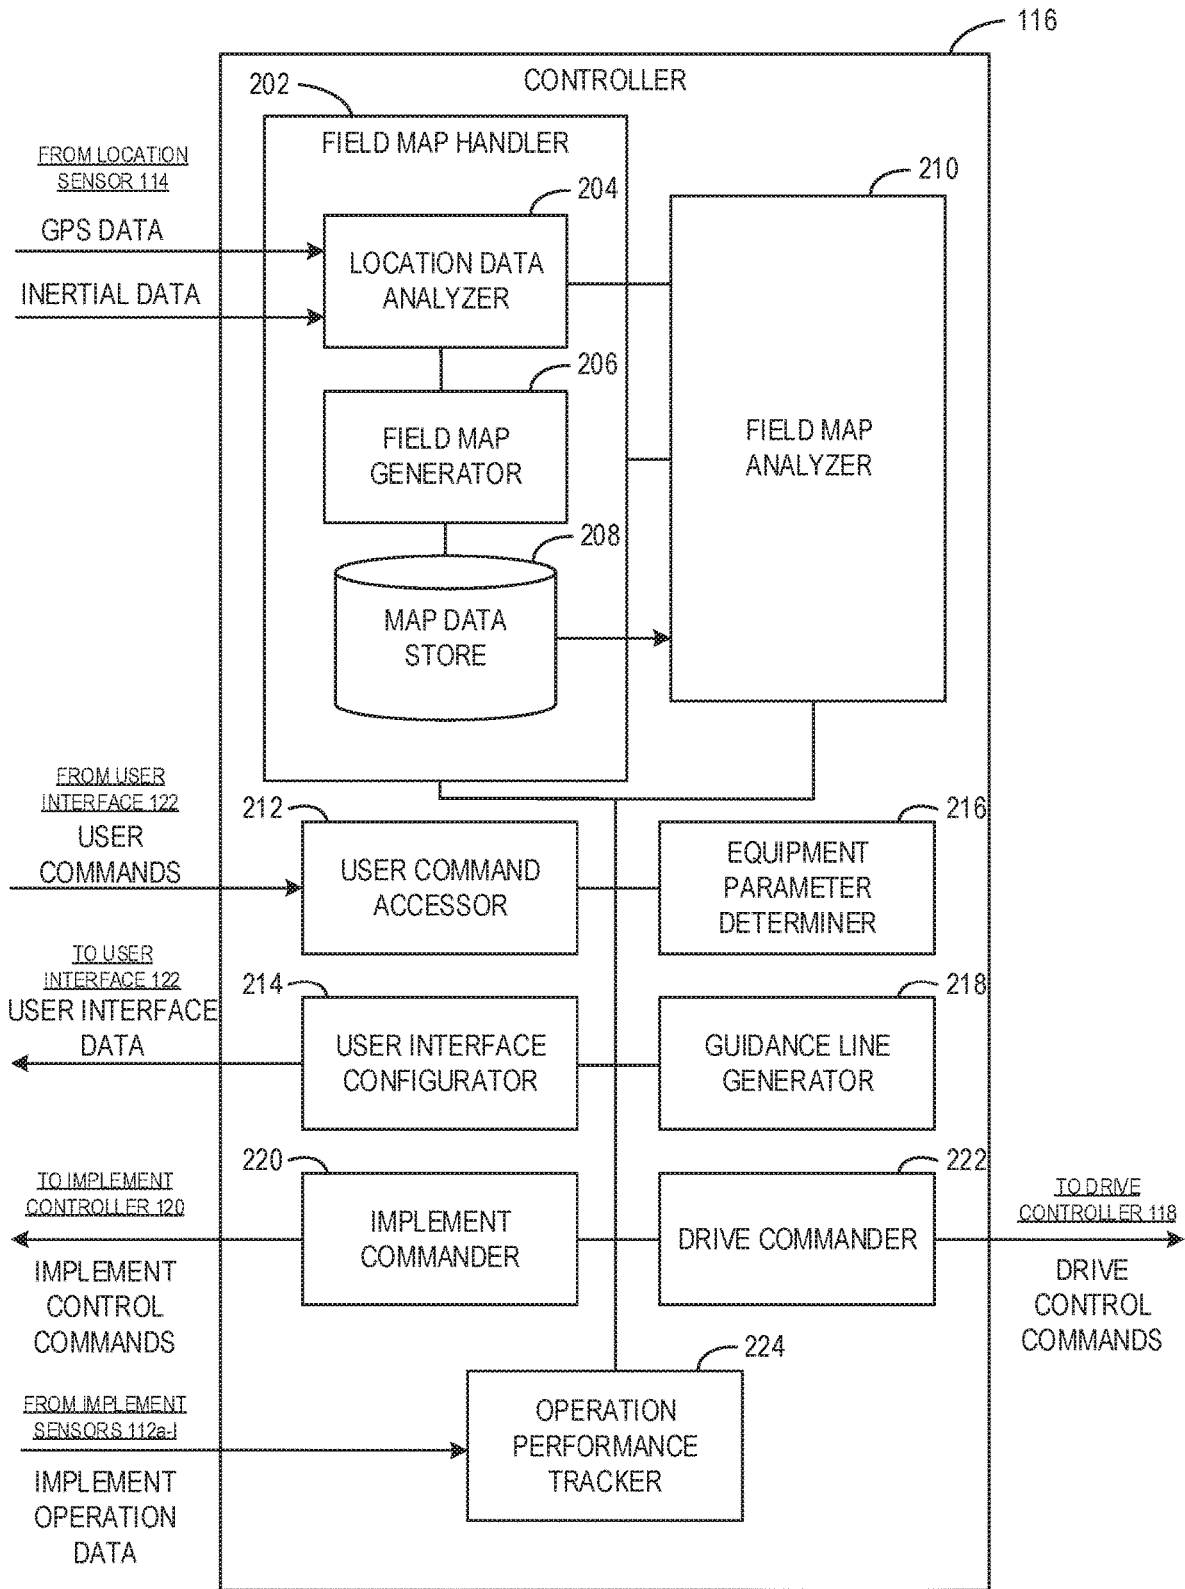 116
CONTROLLER
202
FIELD MAP HANDLER
FROM LOCATION
SENSOR 114
GPS DATA
INERTIAL DATA
204
LOCATION DATA
ANALYZER
210
FIELD MAP
ANALYZER
206
FIELD MAP
GENERATOR
208
MAP DATA
STORE
FROM USER
INTERFACE 122
USER
COMMANDS
212
USER COMMAND
ACCESSOR
216
EQUIPMENT
PARAMETER
DETERMINER
TO USER
INTERFACE 122
USER INTERFACE
DATA
214
USER INTERFACE
CONFIGURATOR
218
GUIDANCE LINE
GENERATOR
TO IMPLEMENT
CONTROLLER 120
IMPLEMENT
CONTROL
COMMANDS
220
IMPLEMENT
COMMANDER
222
DRIVE COMMANDER
TO DRIVE
CONTROLLER 118
DRIVE
CONTROL
COMMANDS
FROM IMPLEMENT
SENSORS 112a-l
IMPLEMENT
OPERATION
DATA
224
OPERATION
PERFORMANCE
TRACKER